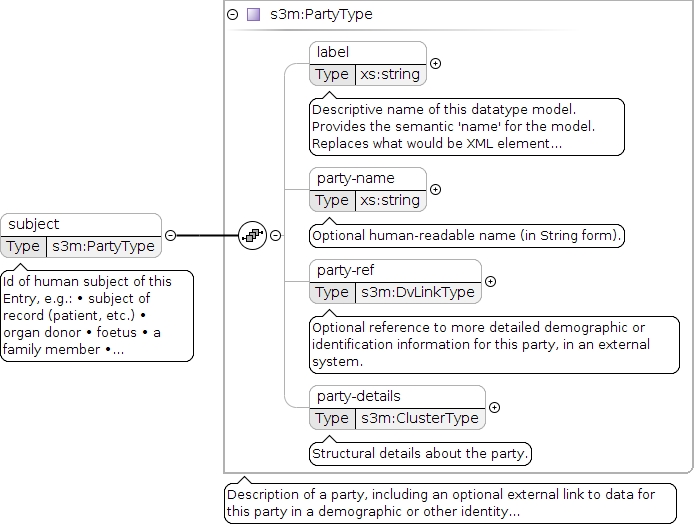 s3m:PartyType
label
Type xs:string
Descriptive name of this datatype model.
Provides the semantic 'name' for the model.
Replaces what would be XML element...
party-name
Type xs:string
Optional human-readable name (in String form).
subject
Type s3m:PartyType
Id of human subject of this
Entry, e.g.: • subject of
record (patient, etc.) •
organ donor • foetus • a
family member •...
party-ref
Type s3m:DvLinkType
Optional reference to more detailed demographic or
identification information for this party, in an external
system.
party-details
Type s3m:ClusterType
Structural details about the party.
Description of a party, including an optional external link to data for
this party in a demographic or other identity...